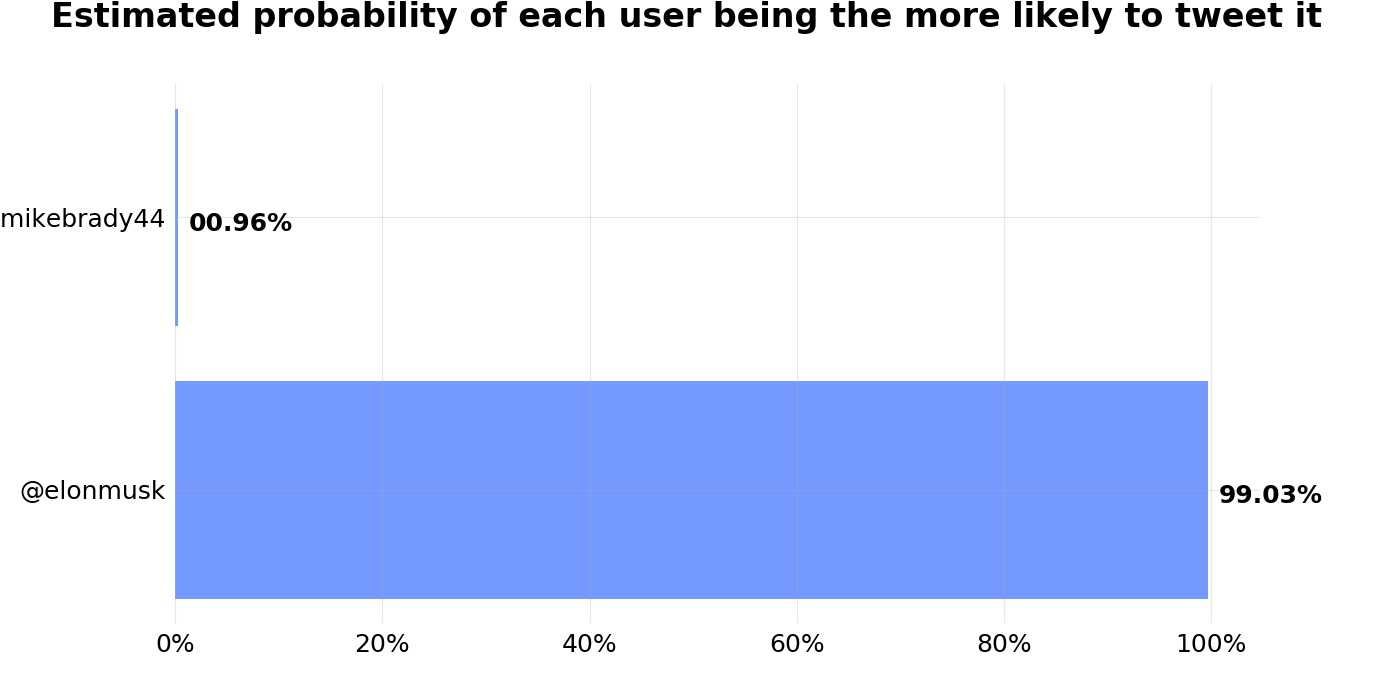 Estimated probability of each user being the more likely to tweet it
mikebrady44
00.96%
@elonmusk
99.03%
0% 20% 40% 60% 80% 100%